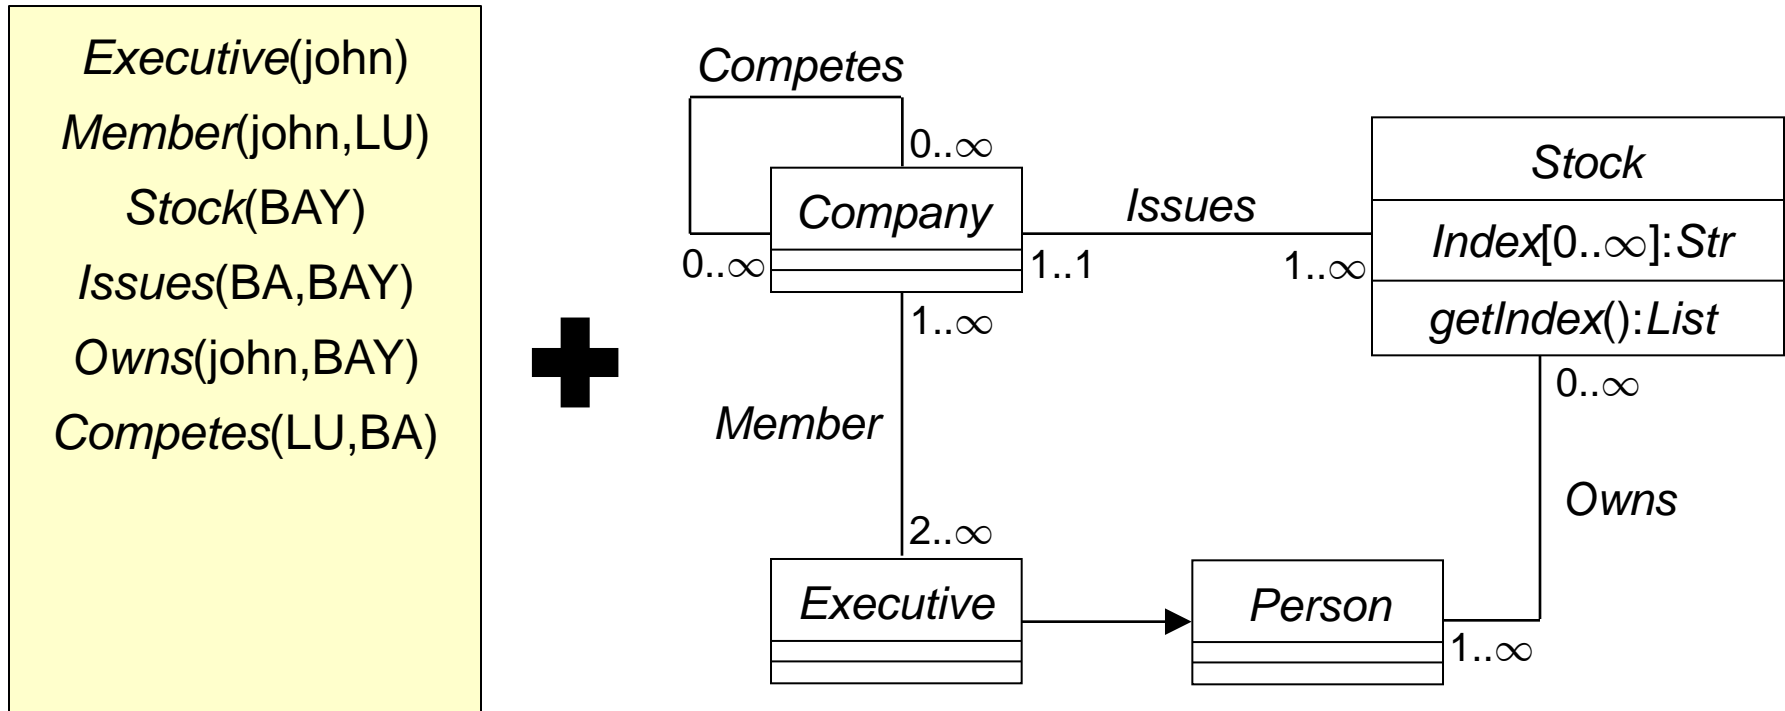 Executive(john)
Member(john,LU)
Stock(BAY)
Issues(BA,BAY)
Owns(john,BAY)
Competes(LU,BA)
Competes
0..∞
Company
0..∞
1..1
Issues
1..∞
Stock
Index[0..∞]:Str
getIndex():List
1..∞
0..∞
Member
Owns
2..∞
Executive
Person
1..∞